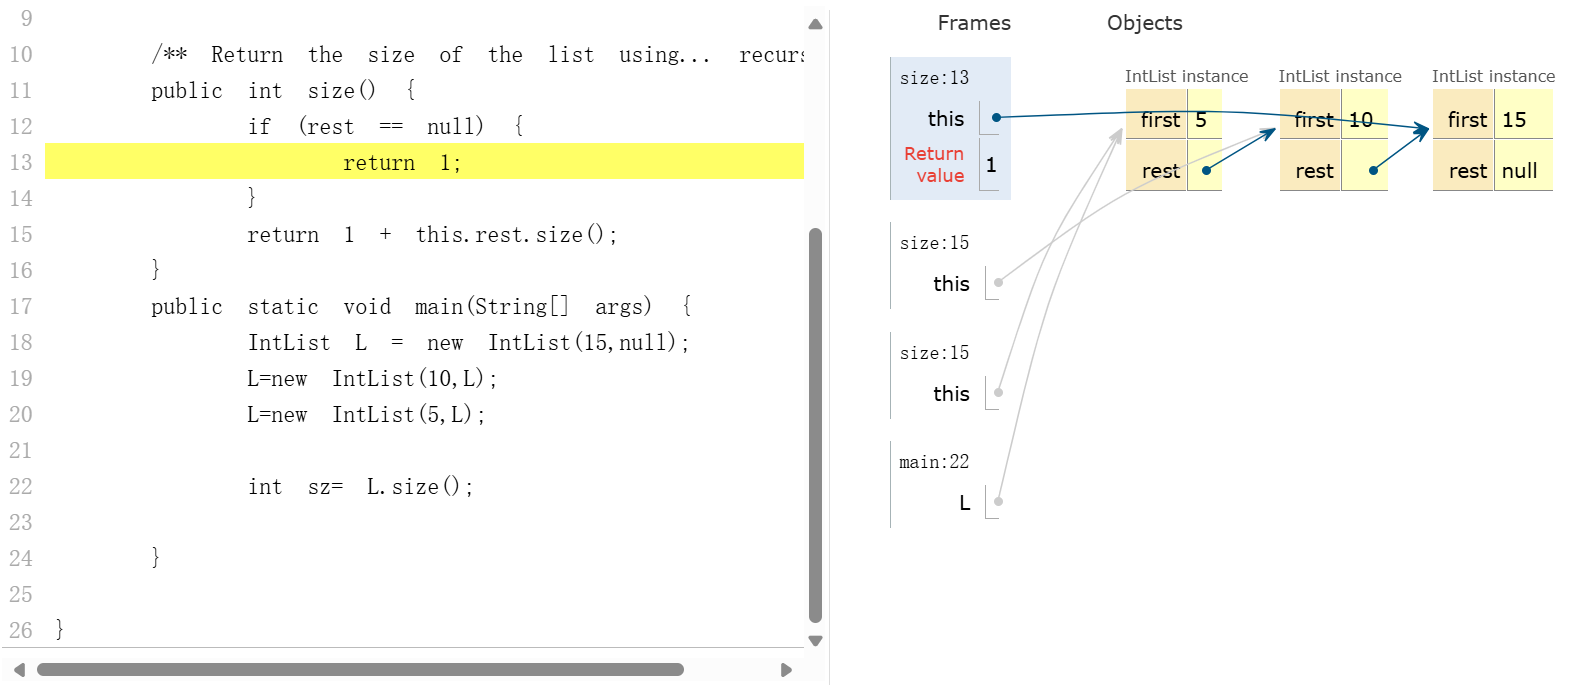 9
10 /** Return the size of the list using... recurs
11 public int size() {
12 if (rest == null) {
13 return 1;
14 }
15 return 1 + this.rest.size();
16 }
17 public static void main(String[] args) {
18 IntList L = new IntList(15,null);
19 L=new IntList(10,L);
20 L=new IntList(5,L);
21
22 int sz= L.size();
23
24 }
25
26 }
Frames Objects
size:13
this
Return
value
1
size:15
this
size:15
this
main:22
L
IntList instance
first 5
rest
IntList instance
first 10
rest
IntList instance
first 15
rest null